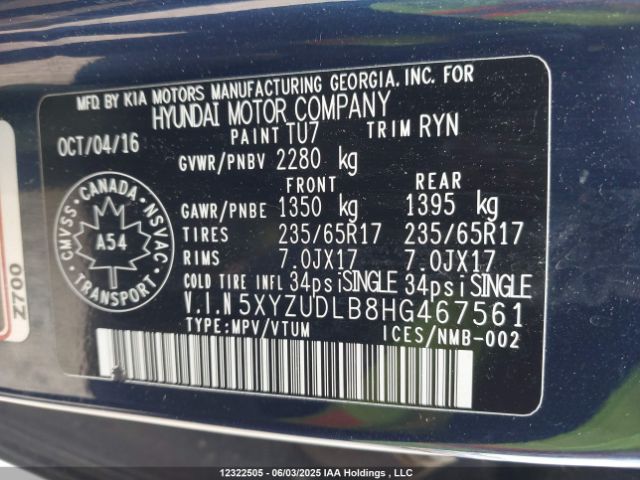 MFD. BY KIA MOTORS MANUFACTURING GEORGIA, INC. FOR
HYUNDAI MOTOR COMPANY
OCT/04/16
PAINT TU7 TRIM RYN
GVWR/PNBV 2280 kg
FRONT REAR
GAWR/PNBE 1350 kg 1395 kg
TIRES 235/65R17 235/65R17
RIMS 7.0JX17 7.0JX17
COLD TIRE INFL 34psi SINGLE 34psi SINGLE
V.I.N 5XYZUDLB8HG467561
TYPE:MPV/VTUM ICES/NMB-002
CANADA
CMVSS NSVAC
A54
TRANSPORT
Z700
12322505 - 06/03/2025 IAA Holdings , LLC